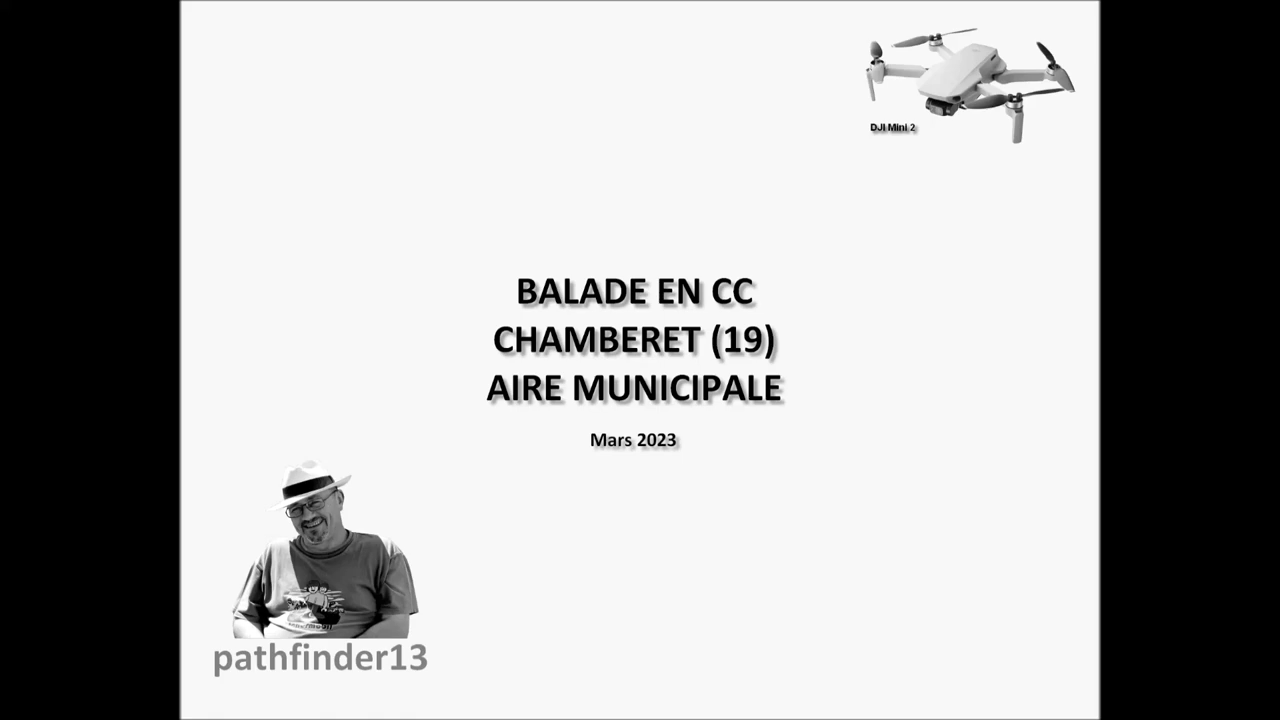 DJI Mini 2
BALADE EN CC
CHAMBERET (19)
AIRE MUNICIPALE
Mars 2023
pathfinder13